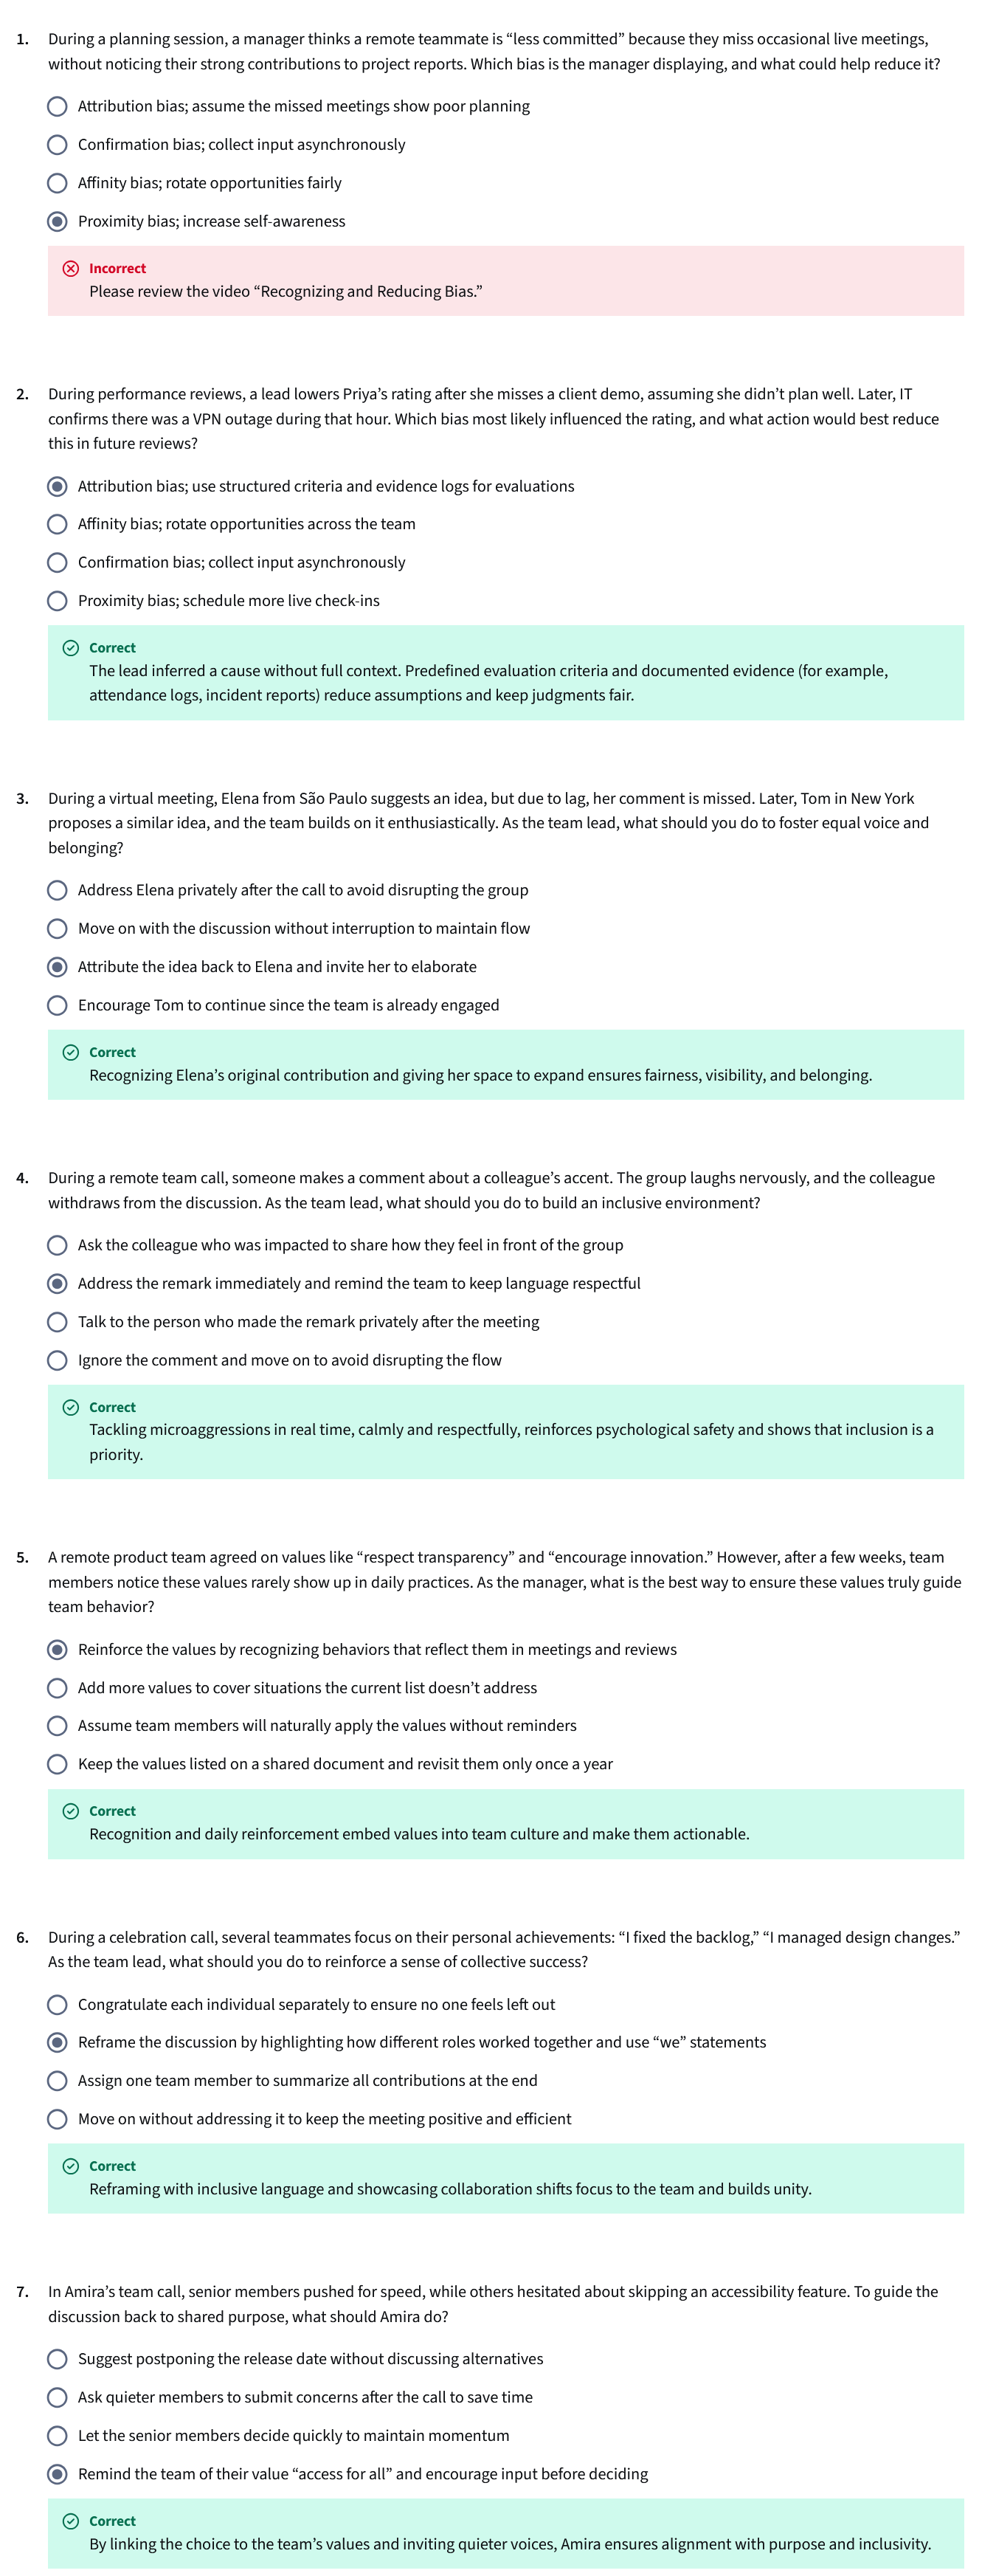 1. During a planning session, a manager thinks a remote teammate is “less committed” because they miss occasional live meetings,
without noticing their strong contributions to project reports. Which bias is the manager displaying, and what could help reduce it?
Attribution bias; assume the missed meetings show poor planning
Confirmation bias; collect input asynchronously
Affinity bias; rotate opportunities fairly
Proximity bias; increase self-awareness
Incorrect
Please review the video “Recognizing and Reducing Bias.”
2. During performance reviews, a lead lowers Priya’s rating after she misses a client demo, assuming she didn’t plan well. Later, IT
confirms there was a VPN outage during that hour. Which bias most likely influenced the rating, and what action would best reduce
this in future reviews?
Attribution bias; use structured criteria and evidence logs for evaluations
Affinity bias; rotate opportunities across the team
Confirmation bias; collect input asynchronously
Proximity bias; schedule more live check-ins
Correct
The lead inferred a cause without full context. Predefined evaluation criteria and documented evidence (for example,
attendance logs, incident reports) reduce assumptions and keep judgments fair.
3. During a virtual meeting, Elena from São Paulo suggests an idea, but due to lag, her comment is missed. Later, Tom in New York
proposes a similar idea, and the team builds on it enthusiastically. As the team lead, what should you do to foster equal voice and
belonging?
Address Elena privately after the call to avoid disrupting the group
Move on with the discussion without interruption to maintain flow
Attribute the idea back to Elena and invite her to elaborate
Encourage Tom to continue since the team is already engaged
Correct
Recognizing Elena’s original contribution and giving her space to expand ensures fairness, visibility, and belonging.
4. During a remote team call, someone makes a comment about a colleague’s accent. The group laughs nervously, and the colleague
withdraws from the discussion. As the team lead, what should you do to build an inclusive environment?
Ask the colleague who was impacted to share how they feel in front of the group
Address the remark immediately and remind the team to keep language respectful
Talk to the person who made the remark privately after the meeting
Ignore the comment and move on to avoid disrupting the flow
Correct
Tackling microaggressions in real time, calmly and respectfully, reinforces psychological safety and shows that inclusion is a
priority.
5. A remote product team agreed on values like “respect transparency” and “encourage innovation.” However, after a few weeks, team
members notice these values rarely show up in daily practices. As the manager, what is the best way to ensure these values truly guide
team behavior?
Reinforce the values by recognizing behaviors that reflect them in meetings and reviews
Add more values to cover situations the current list doesn’t address
Assume team members will naturally apply the values without reminders
Keep the values listed on a shared document and revisit them only once a year
Correct
Recognition and daily reinforcement embed values into team culture and make them actionable.
6. During a celebration call, several teammates focus on their personal achievements: “I fixed the backlog,” “I managed design changes.”
As the team lead, what should you do to reinforce a sense of collective success?
Congratulate each individual separately to ensure no one feels left out
Reframe the discussion by highlighting how different roles worked together and use “we” statements
Assign one team member to summarize all contributions at the end
Move on without addressing it to keep the meeting positive and efficient
Correct
Reframing with inclusive language and showcasing collaboration shifts focus to the team and builds unity.
7. In Amira’s team call, senior members pushed for speed, while others hesitated about skipping an accessibility feature. To guide the
discussion back to shared purpose, what should Amira do?
Suggest postponing the release date without discussing alternatives
Ask quieter members to submit concerns after the call to save time
Let the senior members decide quickly to maintain momentum
Remind the team of their value “access for all” and encourage input before deciding
Correct
By linking the choice to the team’s values and inviting quieter voices, Amira ensures alignment with purpose and inclusivity.